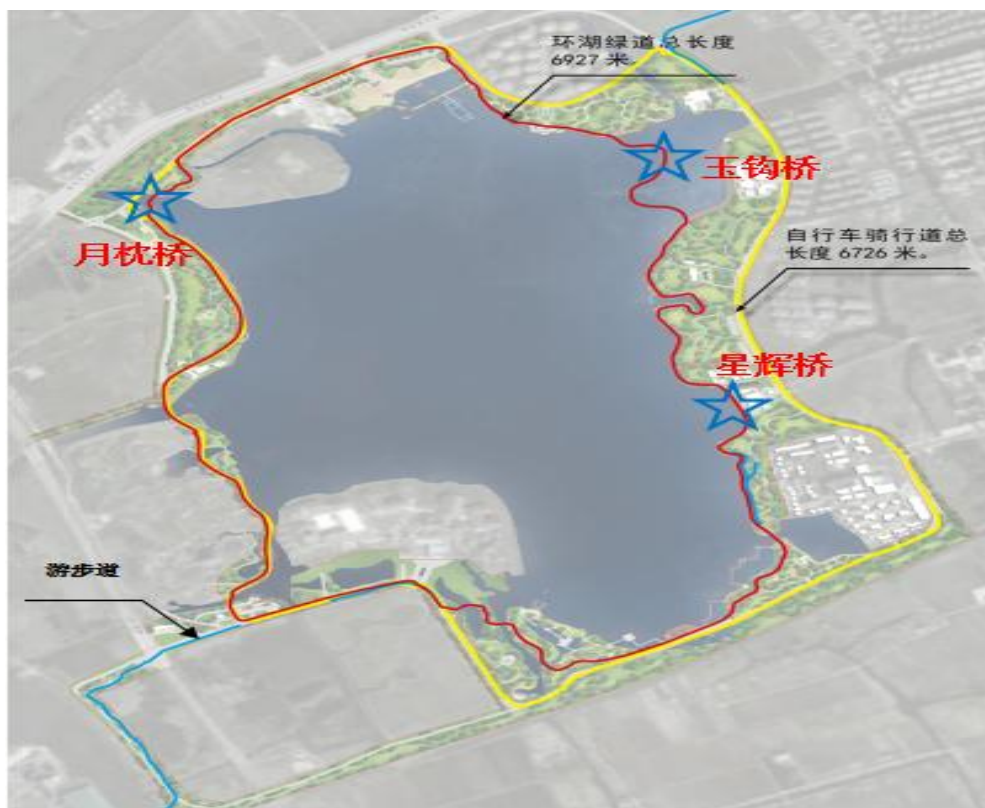 环湖绿道总长度
6927 米。
玉钩桥
月枕桥
自行车骑行道总
长度 6726 米。
星辉桥
游步道